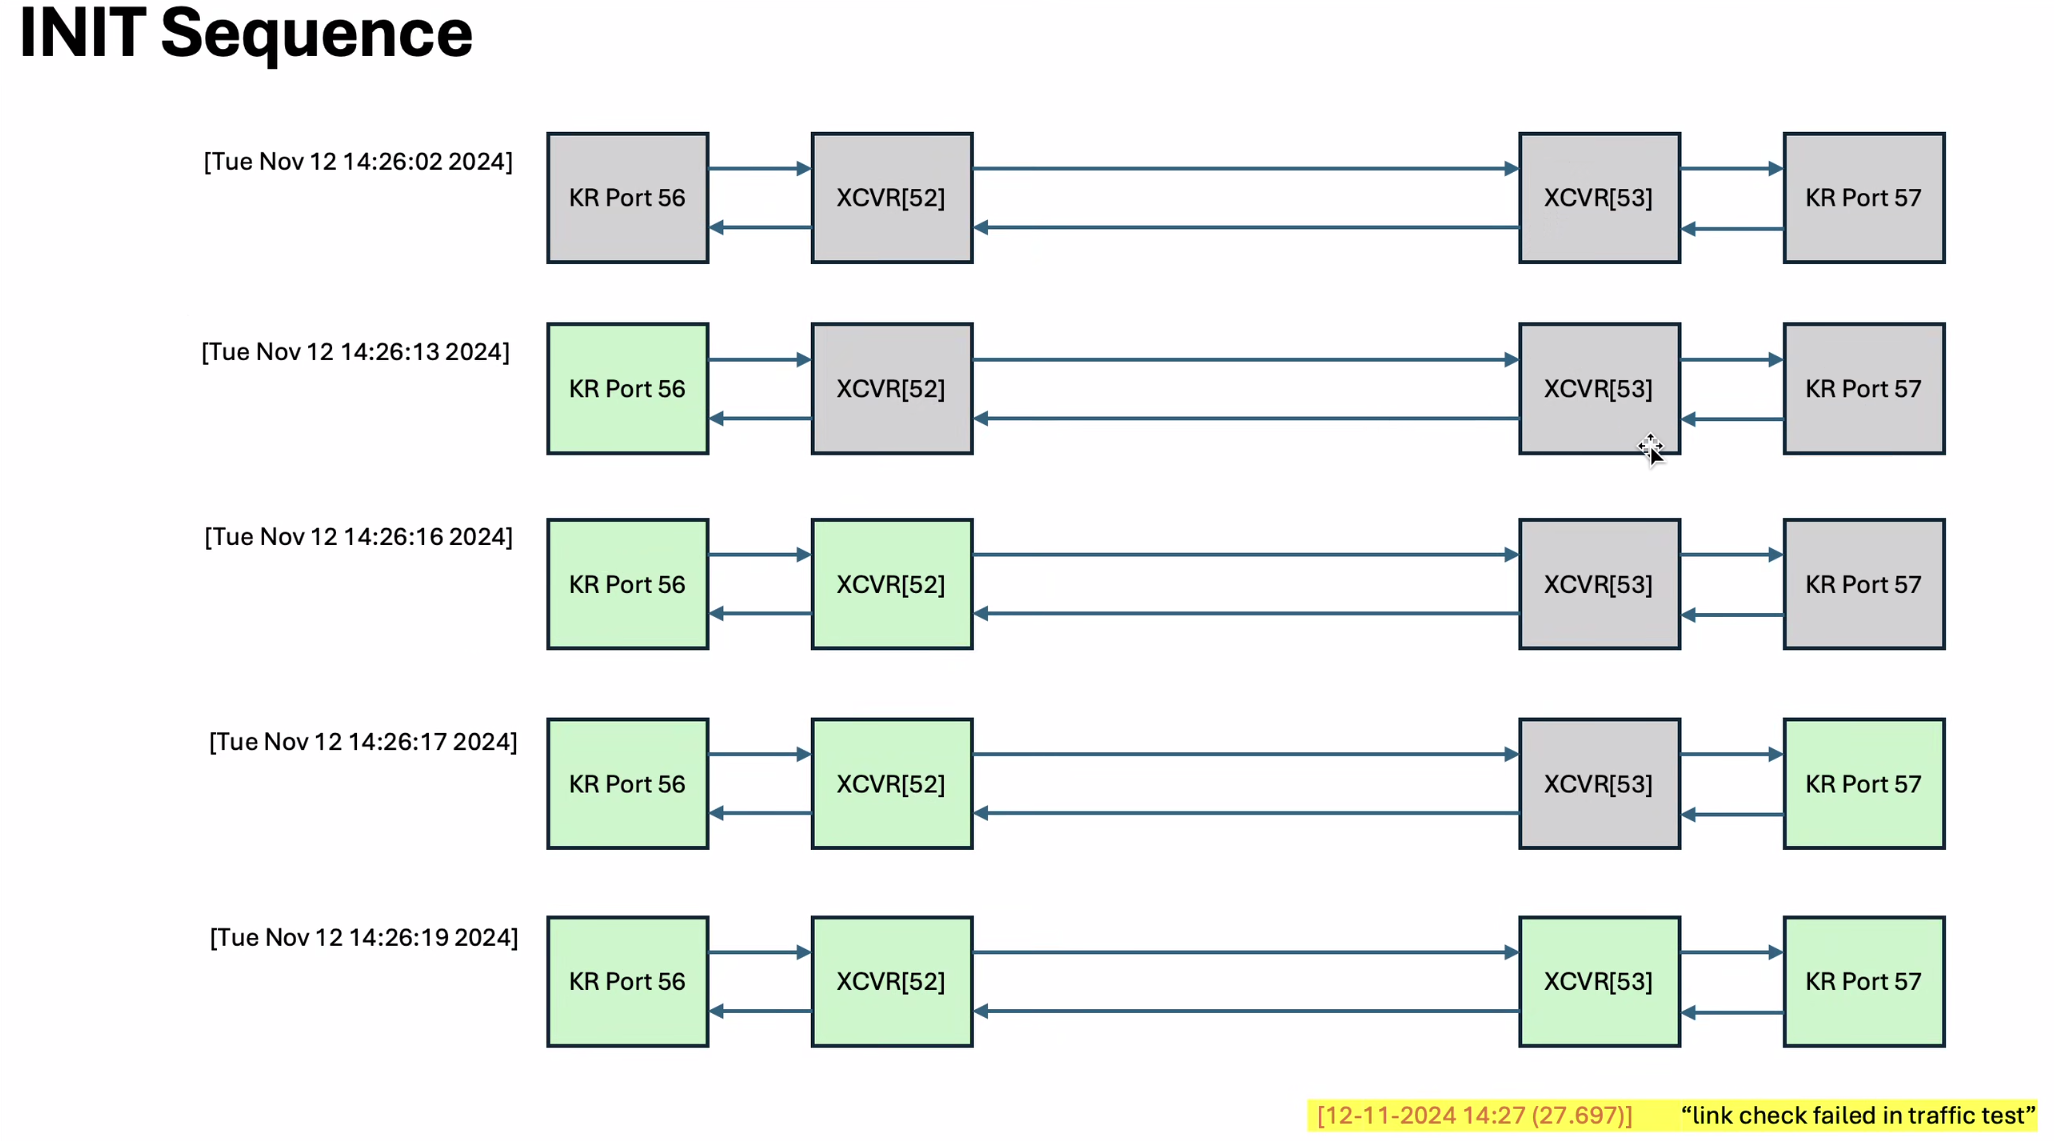 INIT Sequence
[Tue Nov 12 14:26:02 2024]
KR Port 56
XCVR[52]
XCVR[53]
KR Port 57
[Tue Nov 12 14:26:13 2024]
KR Port 56
XCVR[52]
XCVR[53]
KR Port 57
[Tue Nov 12 14:26:16 2024]
KR Port 56
XCVR[52]
XCVR[53]
KR Port 57
[Tue Nov 12 14:26:17 2024]
KR Port 56
XCVR[52]
XCVR[53]
KR Port 57
[Tue Nov 12 14:26:19 2024]
KR Port 56
XCVR[52]
XCVR[53]
KR Port 57
[12-11-2024 14:27 (27.697)] “link check failed in traffic test”